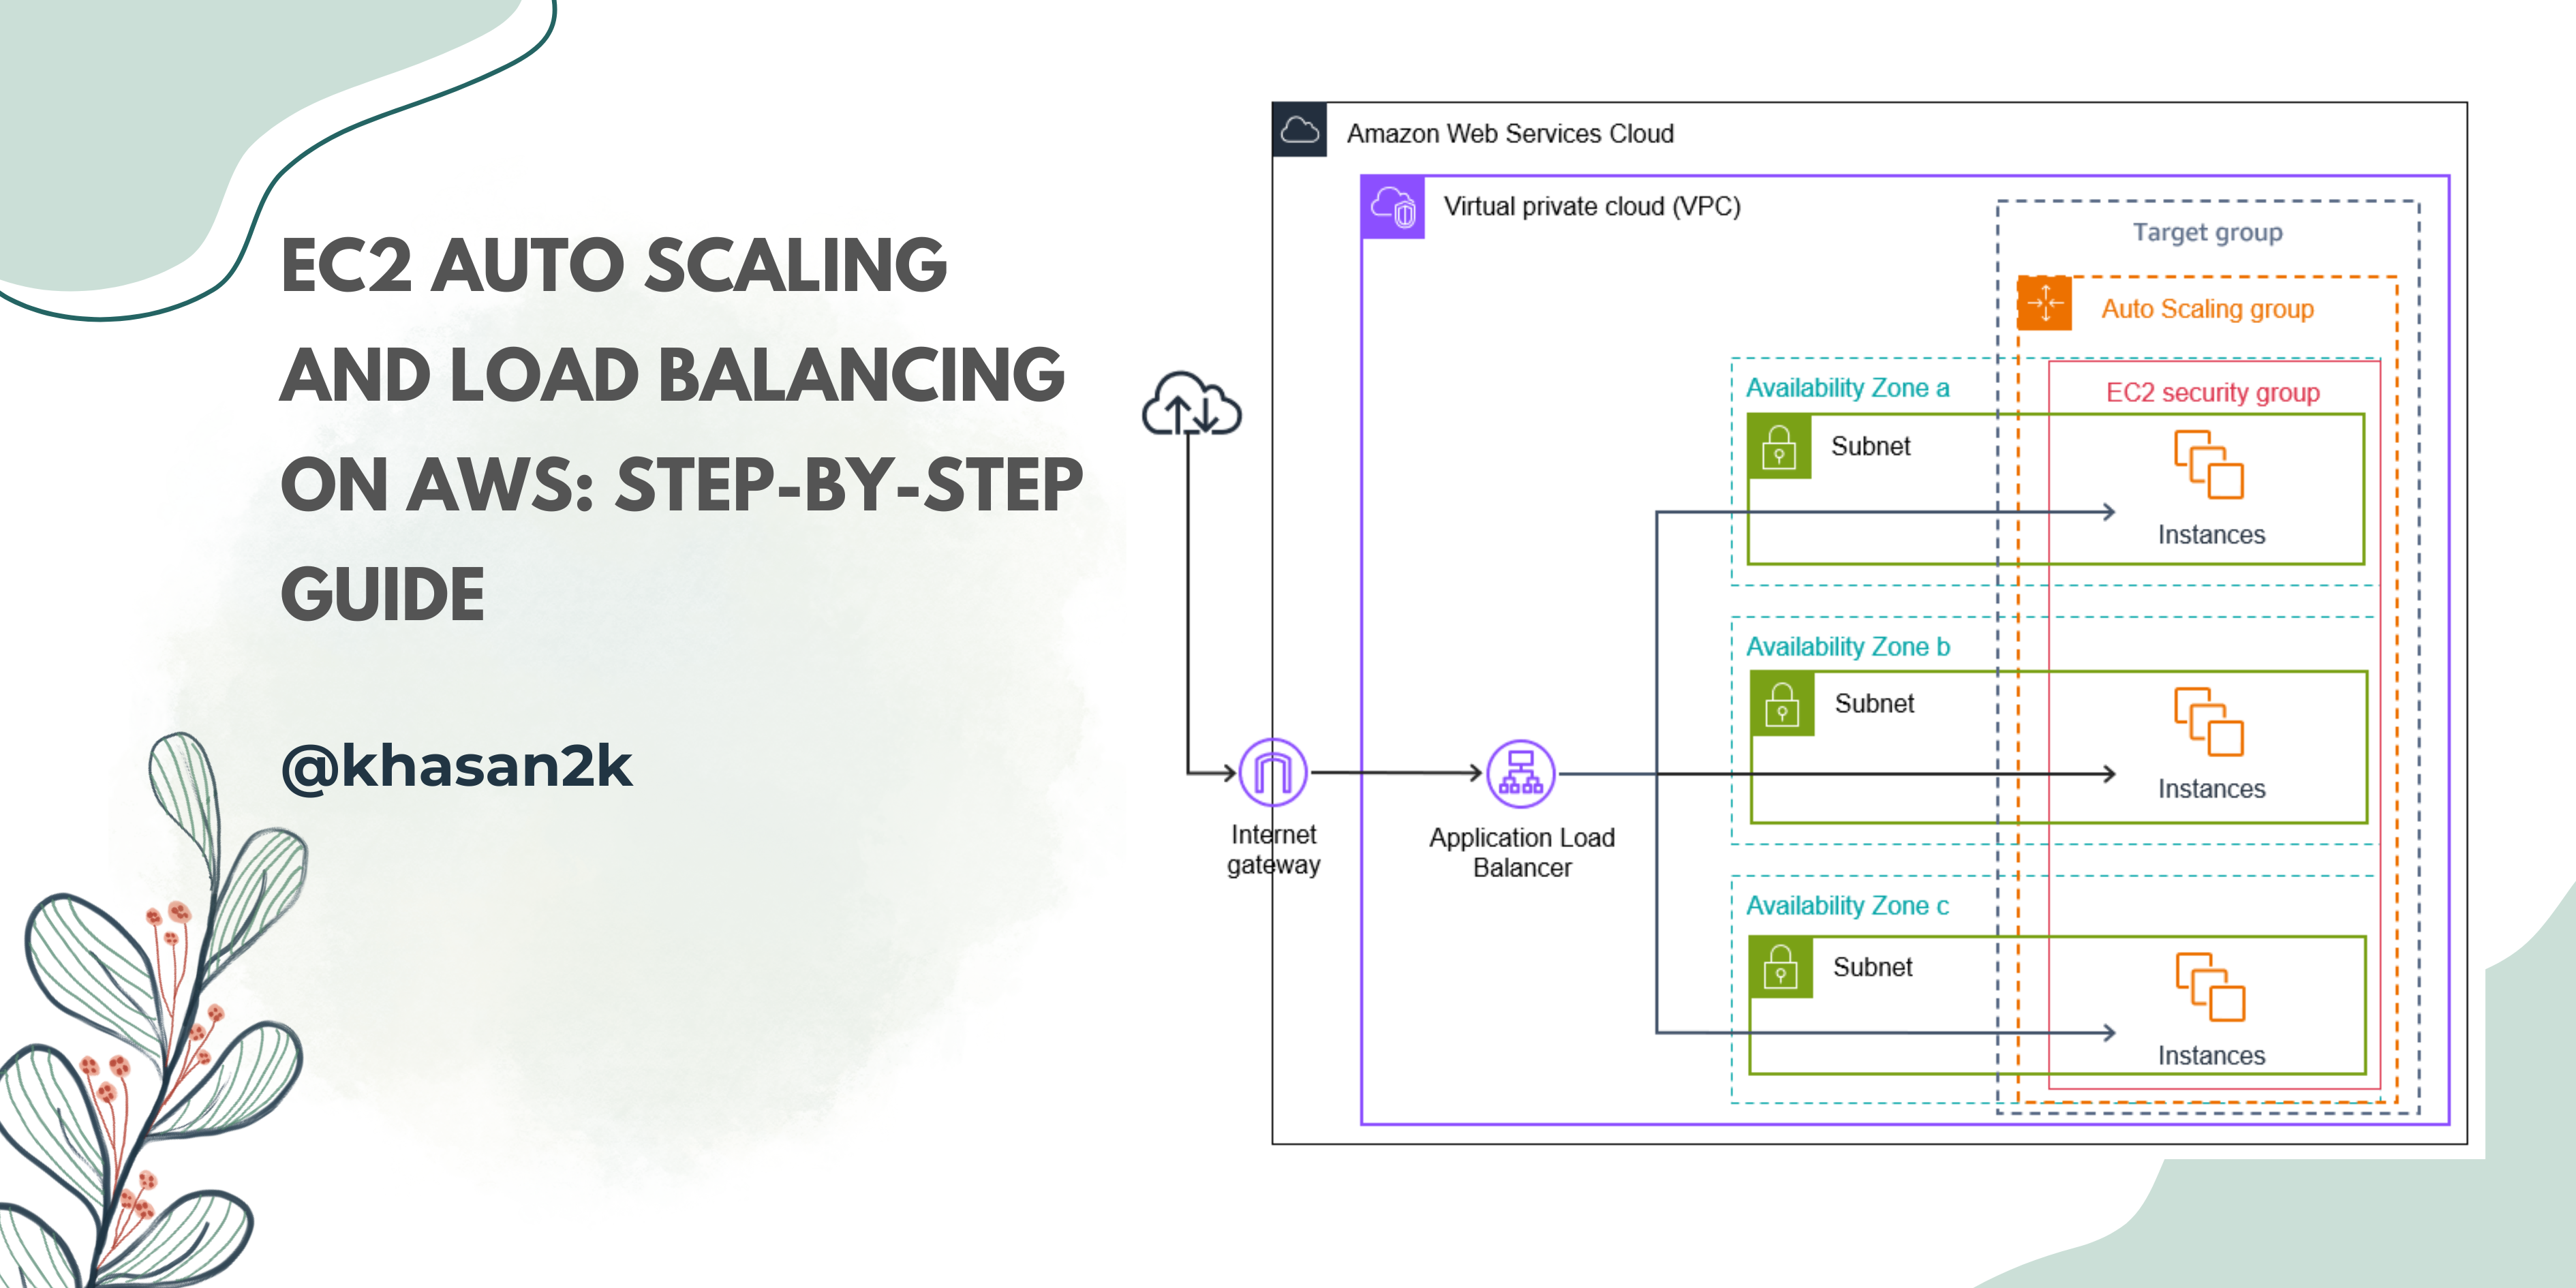 EC2 AUTO SCALING
AND LOAD BALANCING
ON AWS: STEP-BY-STEP
GUIDE
@khasan2k
Amazon Web Services Cloud
Virtual private cloud (VPC)
Target group
Auto Scaling group
Availability Zone a
EC2 security group
Subnet
Instances
Availability Zone b
Subnet
Instances
Internet
gateway
Application Load
Balancer
Availability Zone c
Subnet
Instances